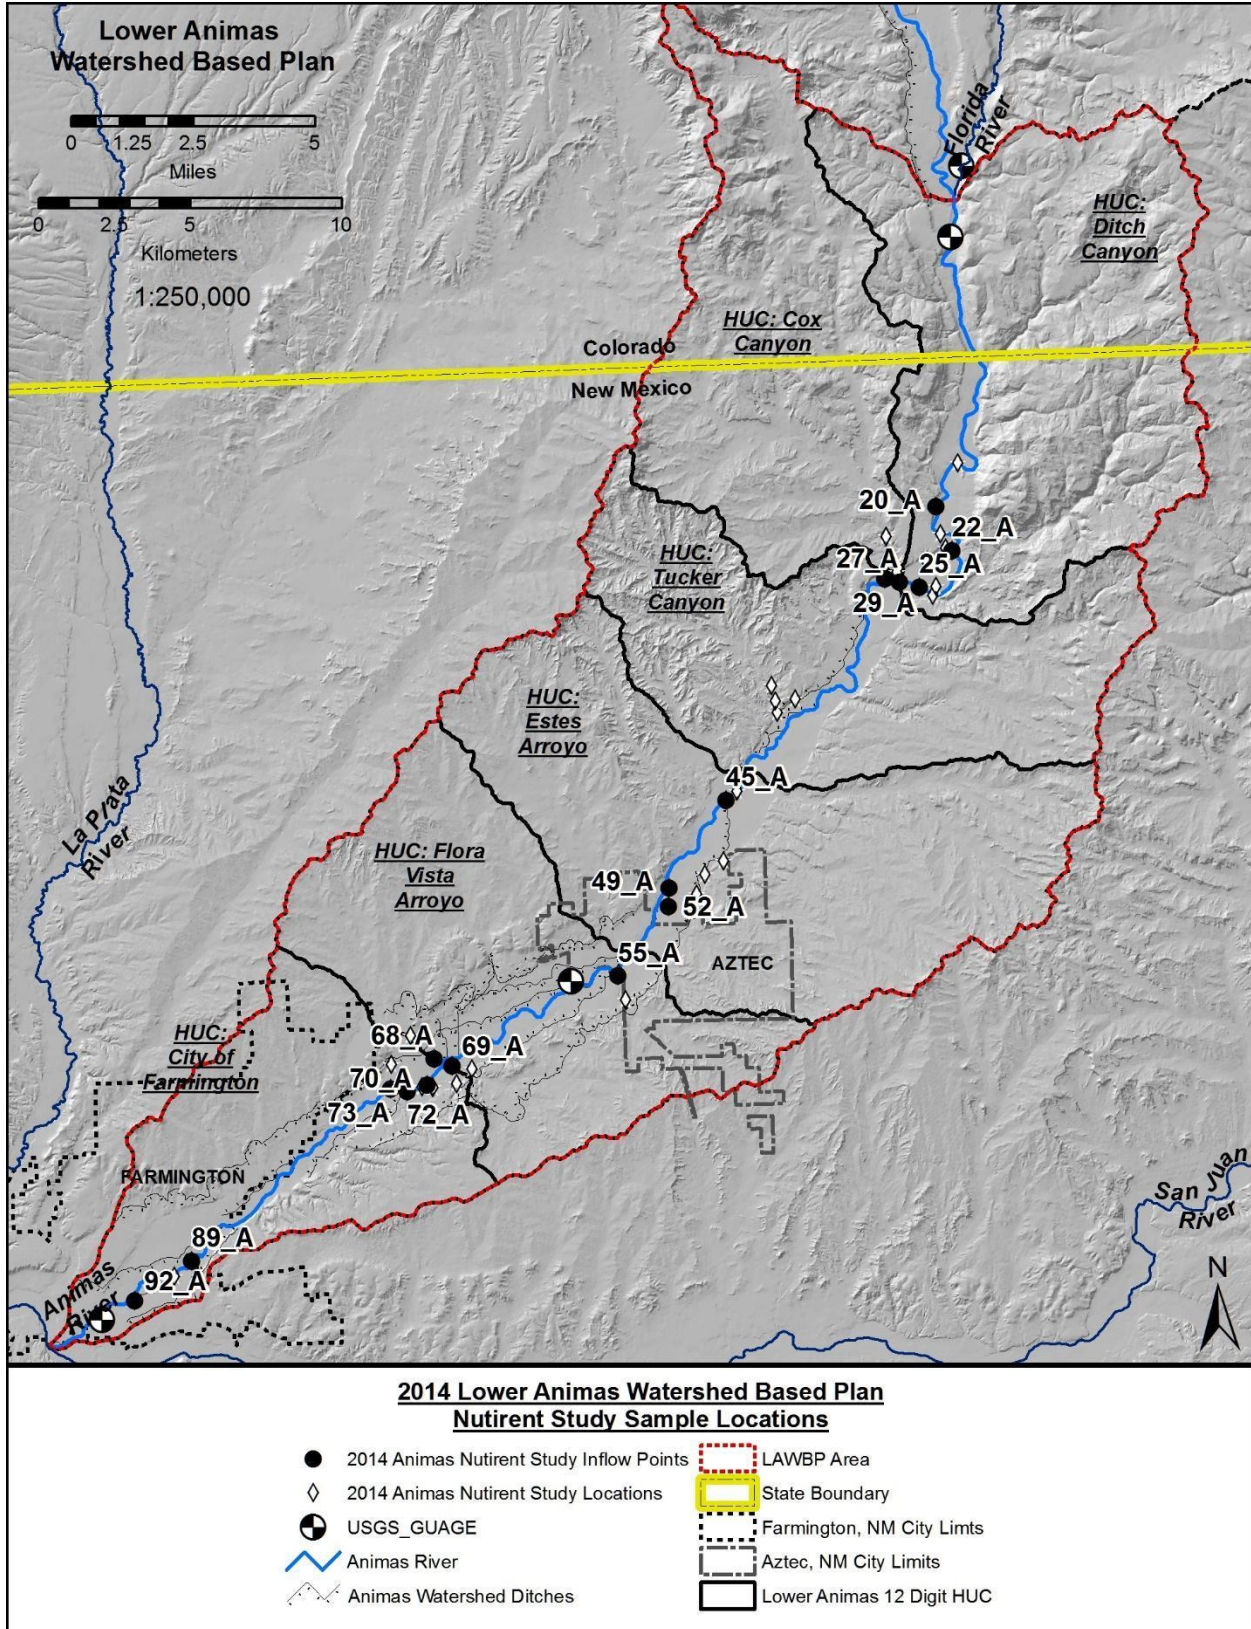 Lower Animas
Watershed Based Plan
0 1.25 2.5 5
Miles
0 2.5 5 10
Kilometers
1:250,000
Florida
River
HUC:
Ditch
Canyon
HUC: Cox
Canyon
Colorado
New Mexico
20_A
22_A
27_A
25_A
29_A
HUC:
Tucker
Canyon
HUC:
Estes
Arroyo
45_A
La Prata
River
HUC: Flora
Vista
Arroyo
49_A
52_A
55_A
AZTEC
HUC:
City of
Farmington
68_A
69_A
70_A
73_A
72_A
FARMINGTON
San Juan
River
89_A
92_A
Animas
River
N
2014 Lower Animas Watershed Based Plan
Nutirent Study Sample Locations
2014 Animas Nutirent Study Inflow Points
2014 Animas Nutirent Study Locations
USGS_GUAGE
Animas River
Animas Watershed Ditches
LAWBP Area
State Boundary
Farmington, NM City Limts
Aztec, NM City Limits
Lower Animas 12 Digit HUC